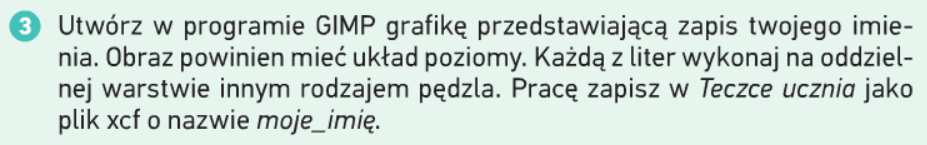 3 Utwórz w programie GIMP grafikę przedstawiającą zapis twojego imie-
nia. Obraz powinien mieć układ poziomy. Każdą z liter wykonaj na oddziel-
nej warstwie innym rodzajem pędzla. Pracę zapisz w Teczce ucznia jako
plik xcf o nazwie moje_imię.